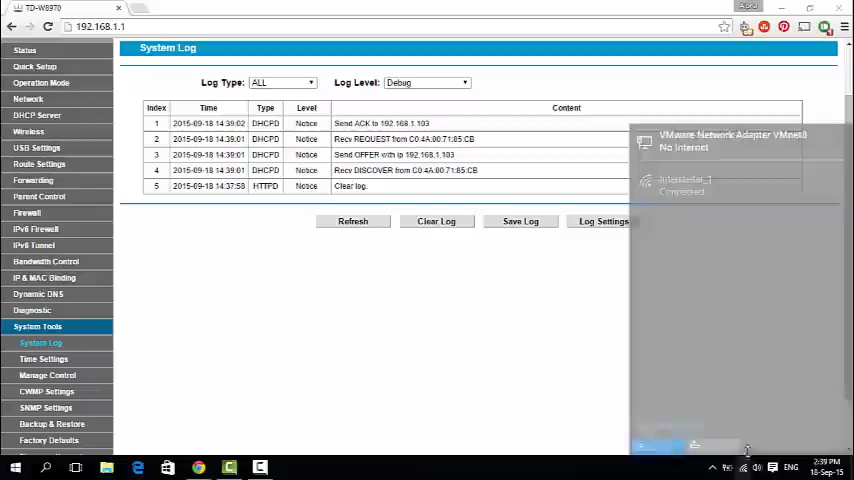 TD-W8970
Alpha
192.168.1.1
Status
Quick Setup
Operation Mode
Network
DHCP Server
Wireless
USB Settings
Route Settings
Forwarding
Parent Control
Firewall
IPv6 Firewall
IPv6 Tunnel
Bandwidth Control
IP & MAC Binding
Dynamic DNS
Diagnostic
System Tools
System Log
Time Settings
Manage Control
CWMP Settings
SNMP Settings
Backup & Restore
Factory Defaults
System Log
Log Type: ALL Log Level: Debug
Index Time Type Level Content
1 2015-09-18 14:39:02 DHCPD Notice Send ACK to 192.168.1.103
2 2015-09-18 14:39:01 DHCPD Notice Recv REQUEST from C0:4A:00:71:85:CB
3 2015-09-18 14:39:01 DHCPD Notice Send OFFER with ip 192.168.1.103
4 2015-09-18 14:39:01 DHCPD Notice Recv DISCOVER from C0:4A:00:71:85:CB
5 2015-09-18 14:37:58 HTTPD Notice Clear log.
Refresh Clear Log Save Log Log Settings
VMware Network Adapter VMnet8
No Internet
Interstellar_1
Connected
ENG
2:39 PM
18-Sep-15